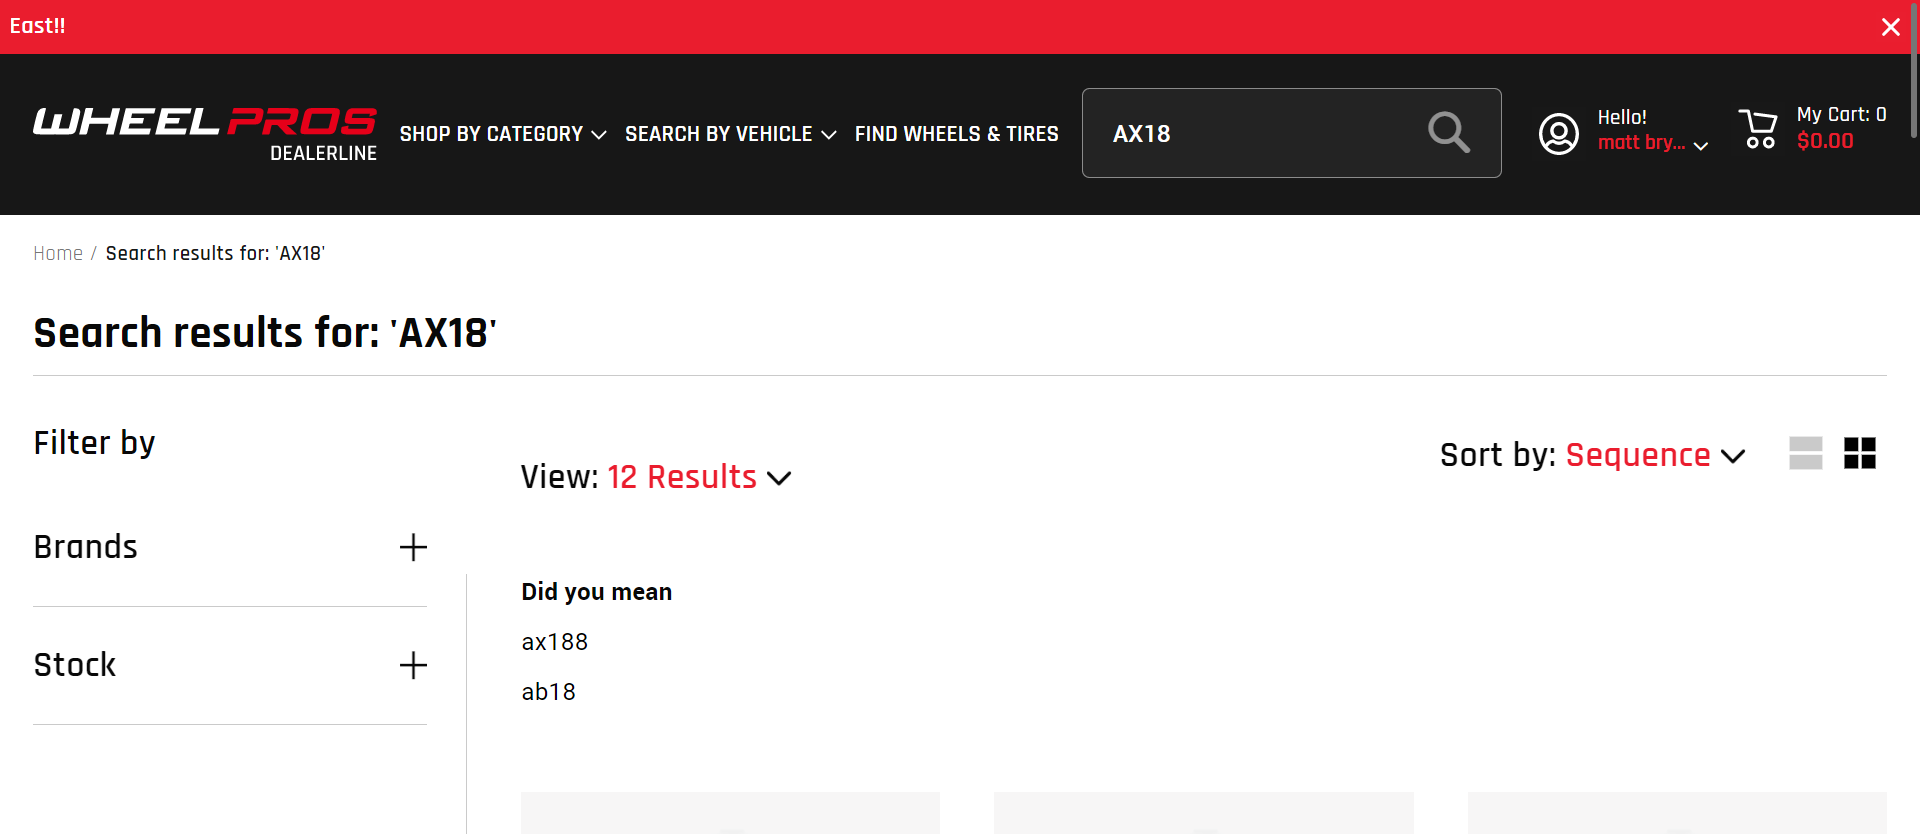 East!!
WHEEL PROS
DEALERLINE
SHOP BY CATEGORY
SEARCH BY VEHICLE
FIND WHEELS & TIRES
AX18
Hello!
matt bry...
My Cart: 0
$0.00
Home / Search results for: 'AX18'
Search results for: 'AX18'
Filter by
View: 12 Results
Sort by: Sequence
Brands
Stock
Did you mean
ax188
ab18